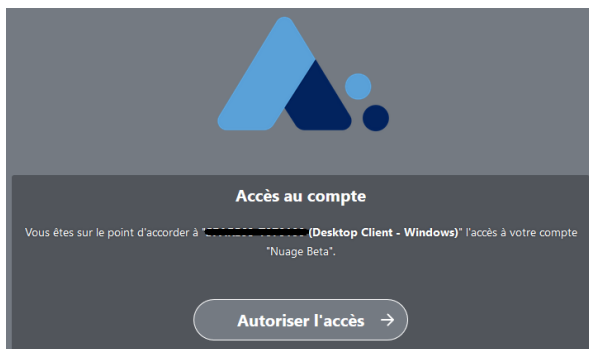 Accès au compte
Vous êtes sur le point d'accorder à "(Desktop Client - Windows)" l'accès à votre compte
"Nuage Beta".
Autoriser l'accès →